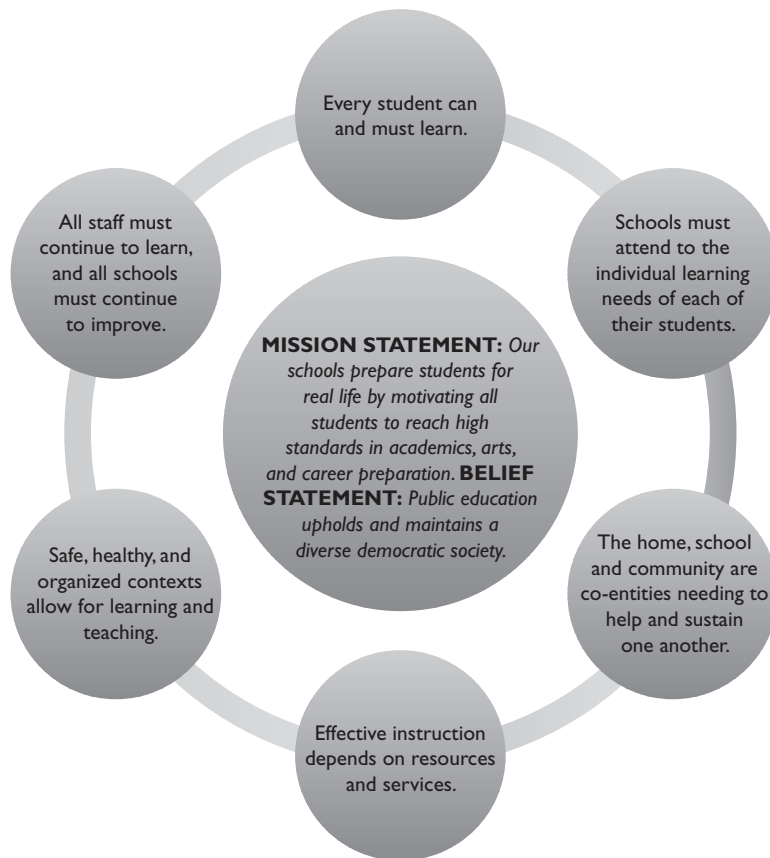 Every student can
and must learn.
Schools must
attend to the
individual learning
needs of each of
their students.
The home, school
and community are
co-entities needing to
help and sustain
one another.
Effective instruction
depends on resources
and services.
Safe, healthy, and
organized contexts
allow for learning and
teaching.
All staff must
continue to learn,
and all schools
must continue
to improve.
MISSION STATEMENT: Our
schools prepare students for
real life by motivating all
students to reach high
standards in academics, arts,
and career preparation. BELIEF
STATEMENT: Public education
upholds and maintains a
diverse democratic society.